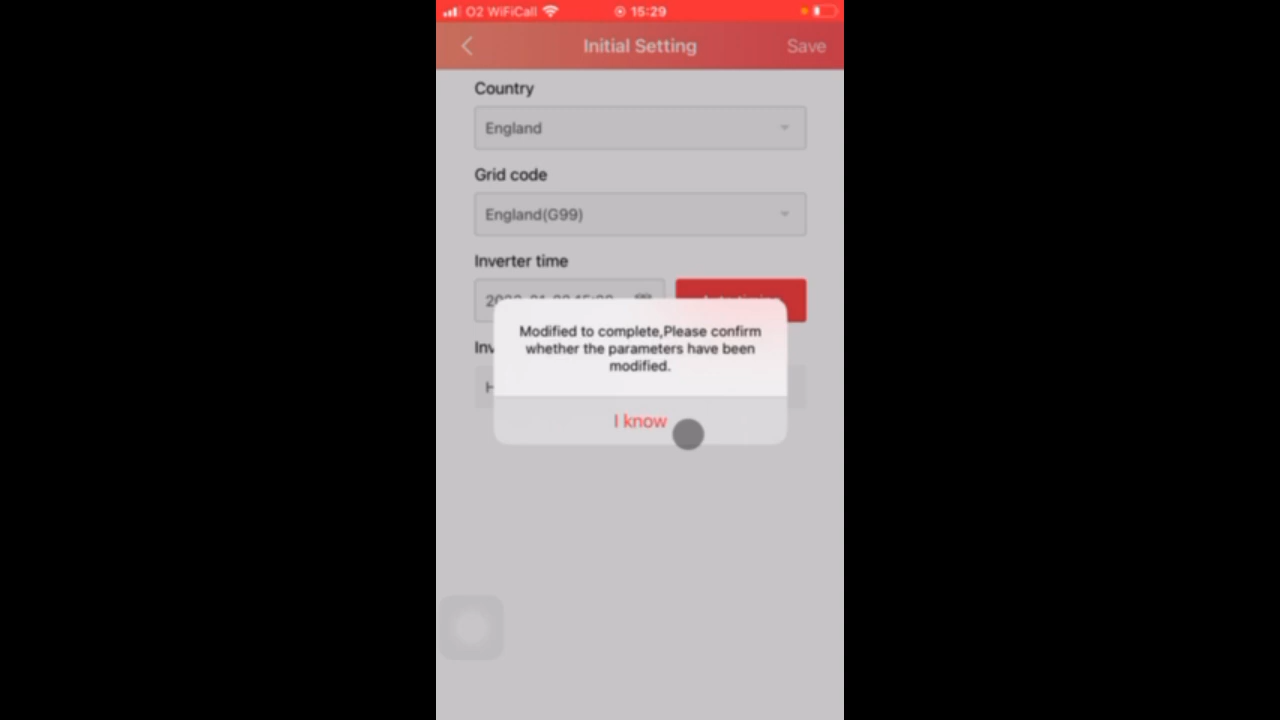 O2 WiFiCall
15:29
Initial Setting
Save
Country
England
Grid code
England(G99)
Inverter time
Inv
H
Modified to complete,Please confirm
whether the parameters have been
modified.
I know